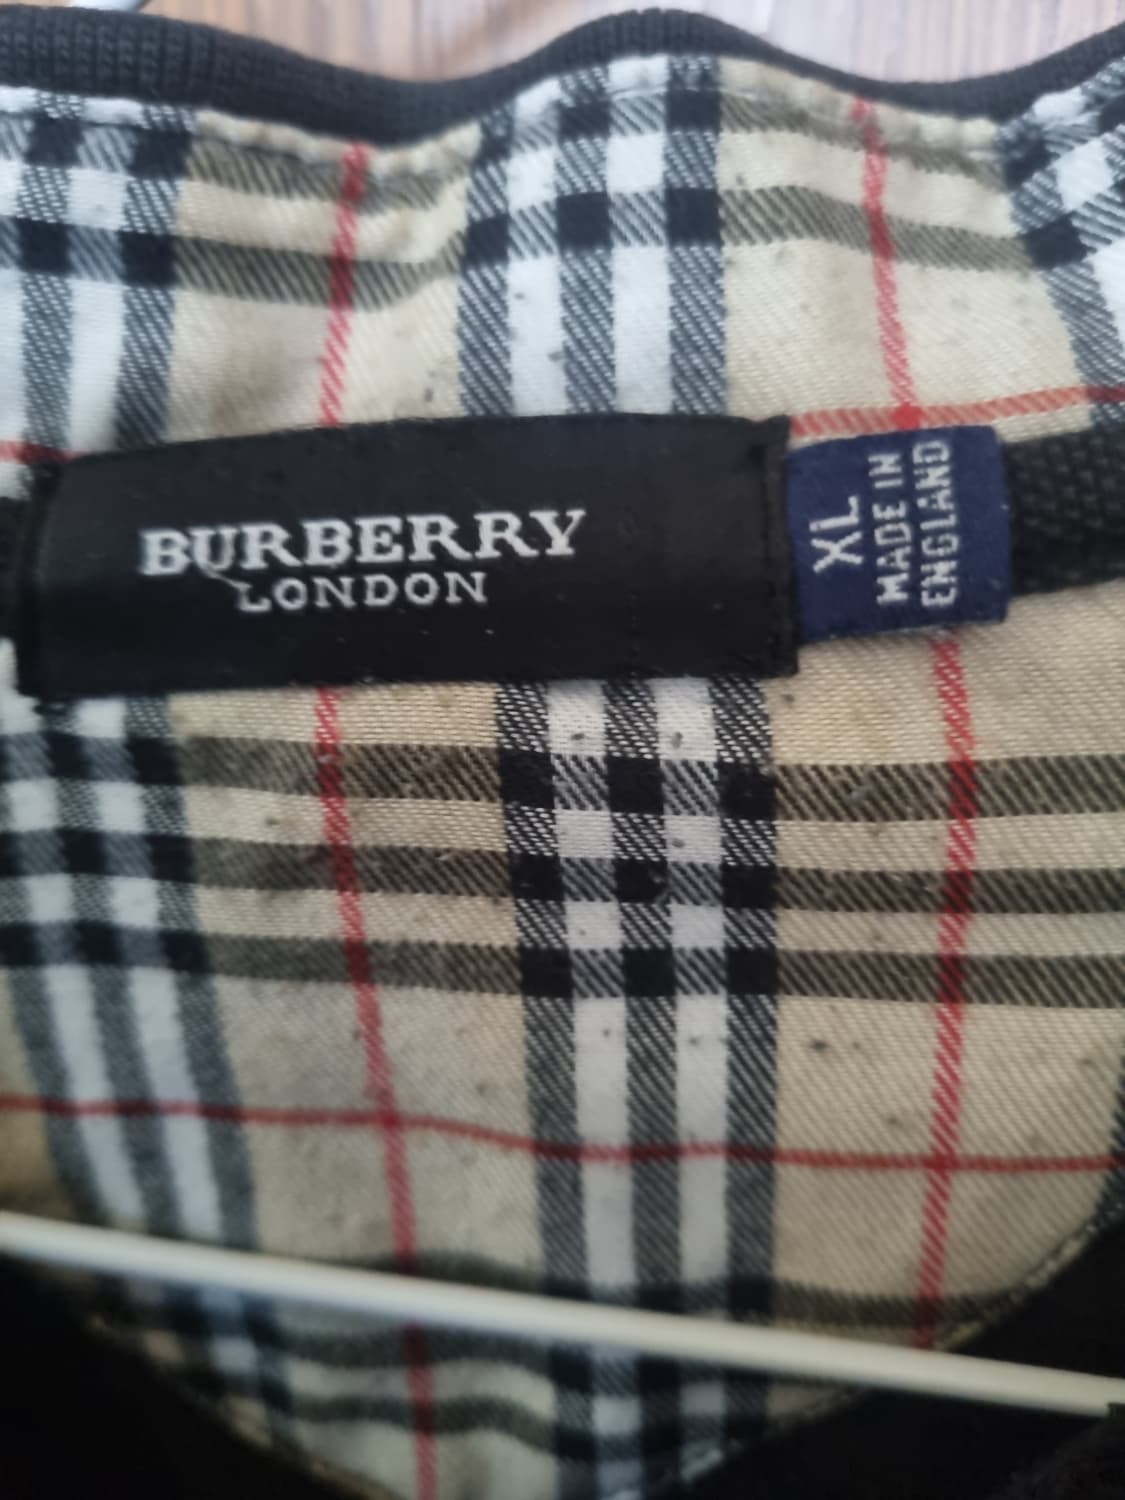 BURBERRY
LONDON
XL
MADE IN
ENGLAND